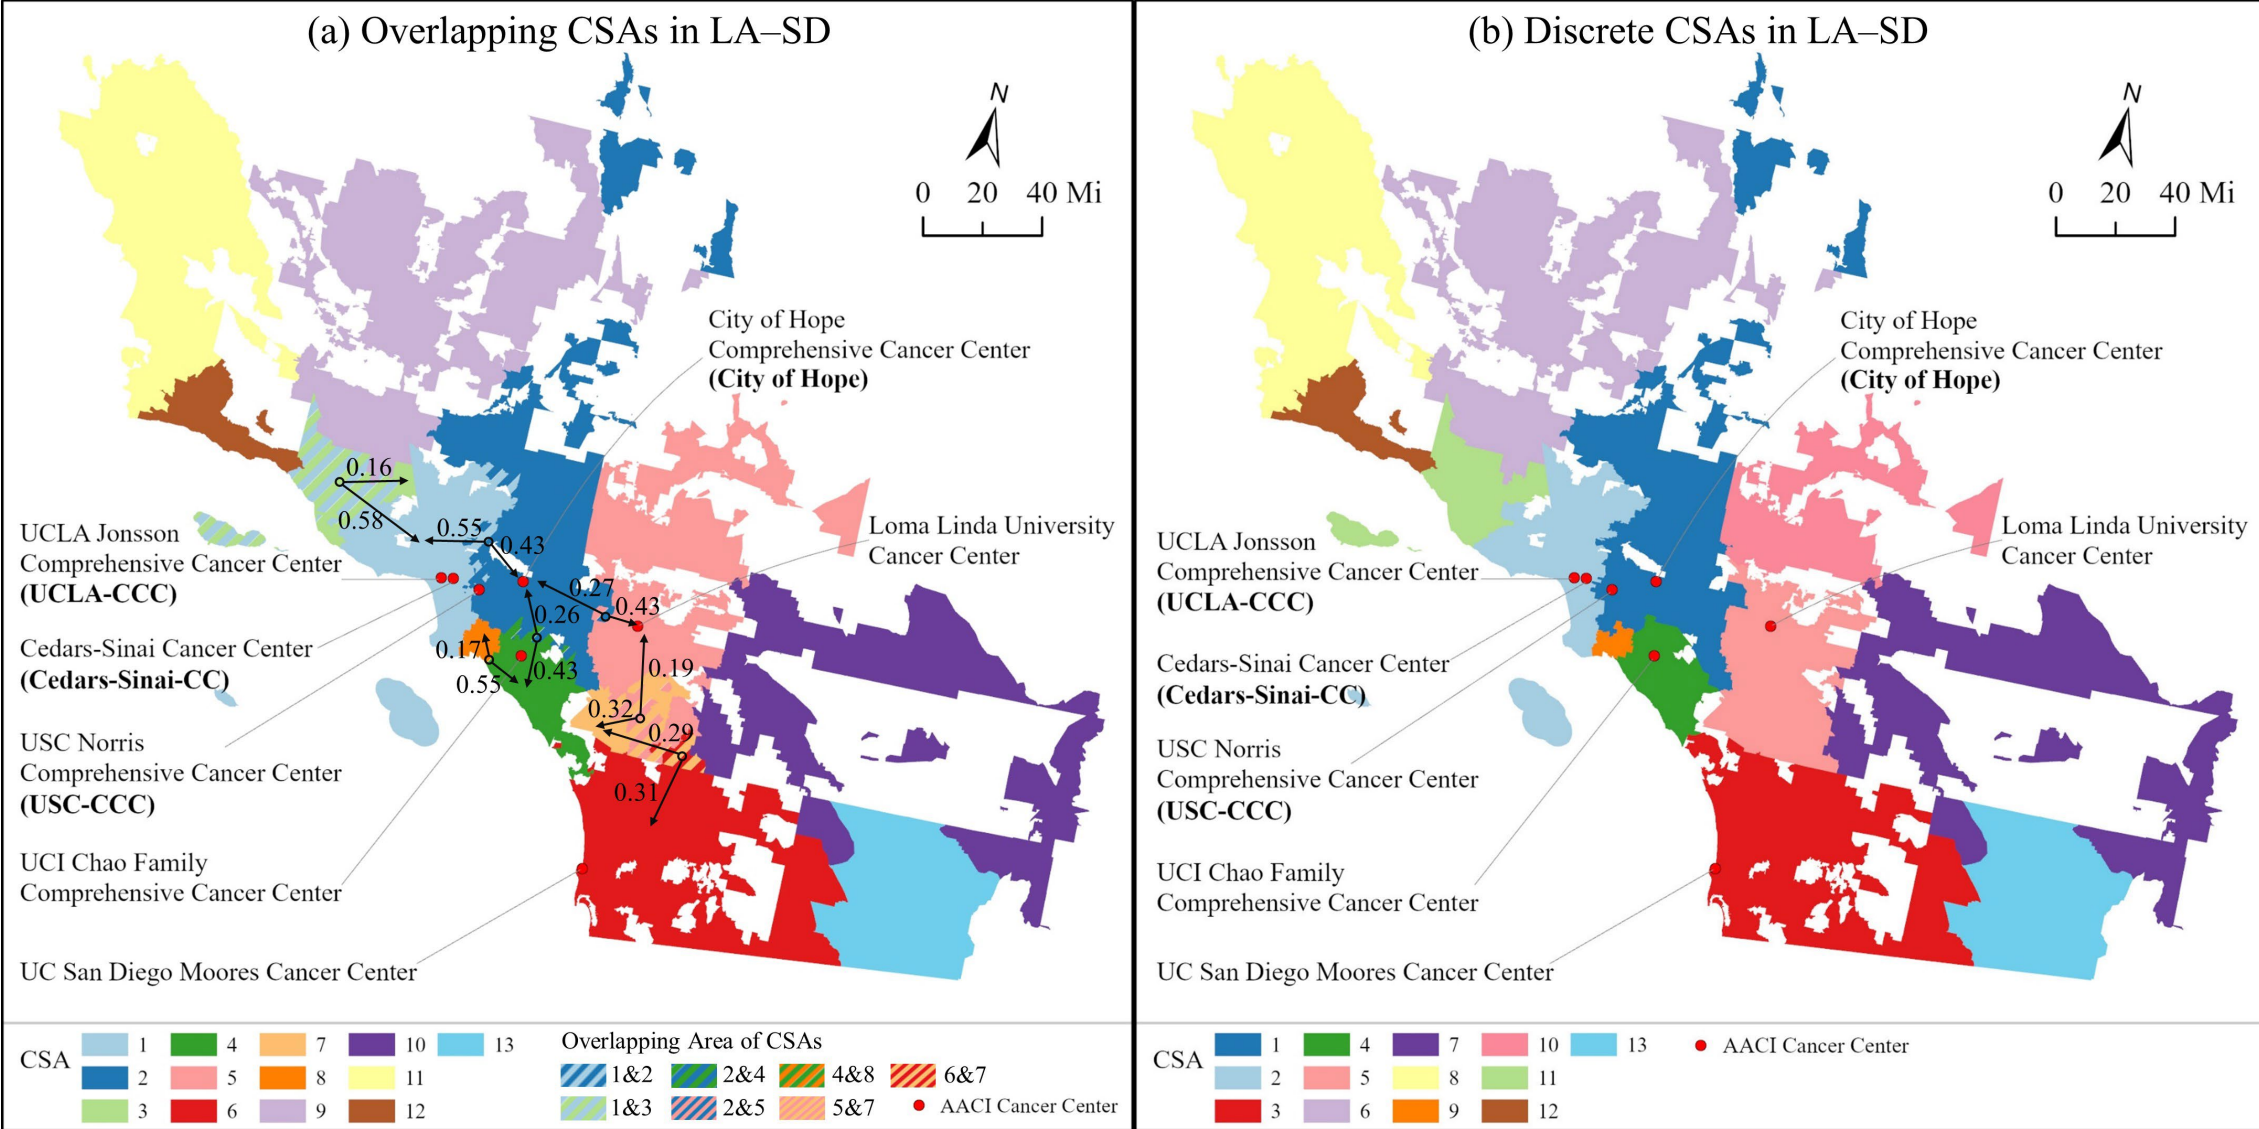 (a) Overlapping CSAs in LA–SD
N
0 20 40 Mi
City of Hope
Comprehensive Cancer Center
(City of Hope)
Loma Linda University
Cancer Center
UCLA Jonsson
Comprehensive Cancer Center
(UCLA-CCC)
Cedars-Sinai Cancer Center
(Cedars-Sinai-CC)
USC Norris
Comprehensive Cancer Center
(USC-CCC)
UCI Chao Family
Comprehensive Cancer Center
UC San Diego Moores Cancer Center
0.16
0.58
0.55
0.43
0.27
0.43
0.26
0.17
0.43
0.55
0.19
0.32
0.29
0.31
CSA
1 4 7 10 13
2 5 8 11
3 6 9 12
Overlapping Area of CSAs
1&2 2&4 4&8 6&7
1&3 2&5 5&7 AACI Cancer Center
(b) Discrete CSAs in LA–SD
N
0 20 40 Mi
City of Hope
Comprehensive Cancer Center
(City of Hope)
Loma Linda University
Cancer Center
UCLA Jonsson
Comprehensive Cancer Center
(UCLA-CCC)
Cedars-Sinai Cancer Center
(Cedars-Sinai-CC)
USC Norris
Comprehensive Cancer Center
(USC-CCC)
UCI Chao Family
Comprehensive Cancer Center
UC San Diego Moores Cancer Center
CSA
1 4 7 10 13 AACI Cancer Center
2 5 8 11
3 6 9 12